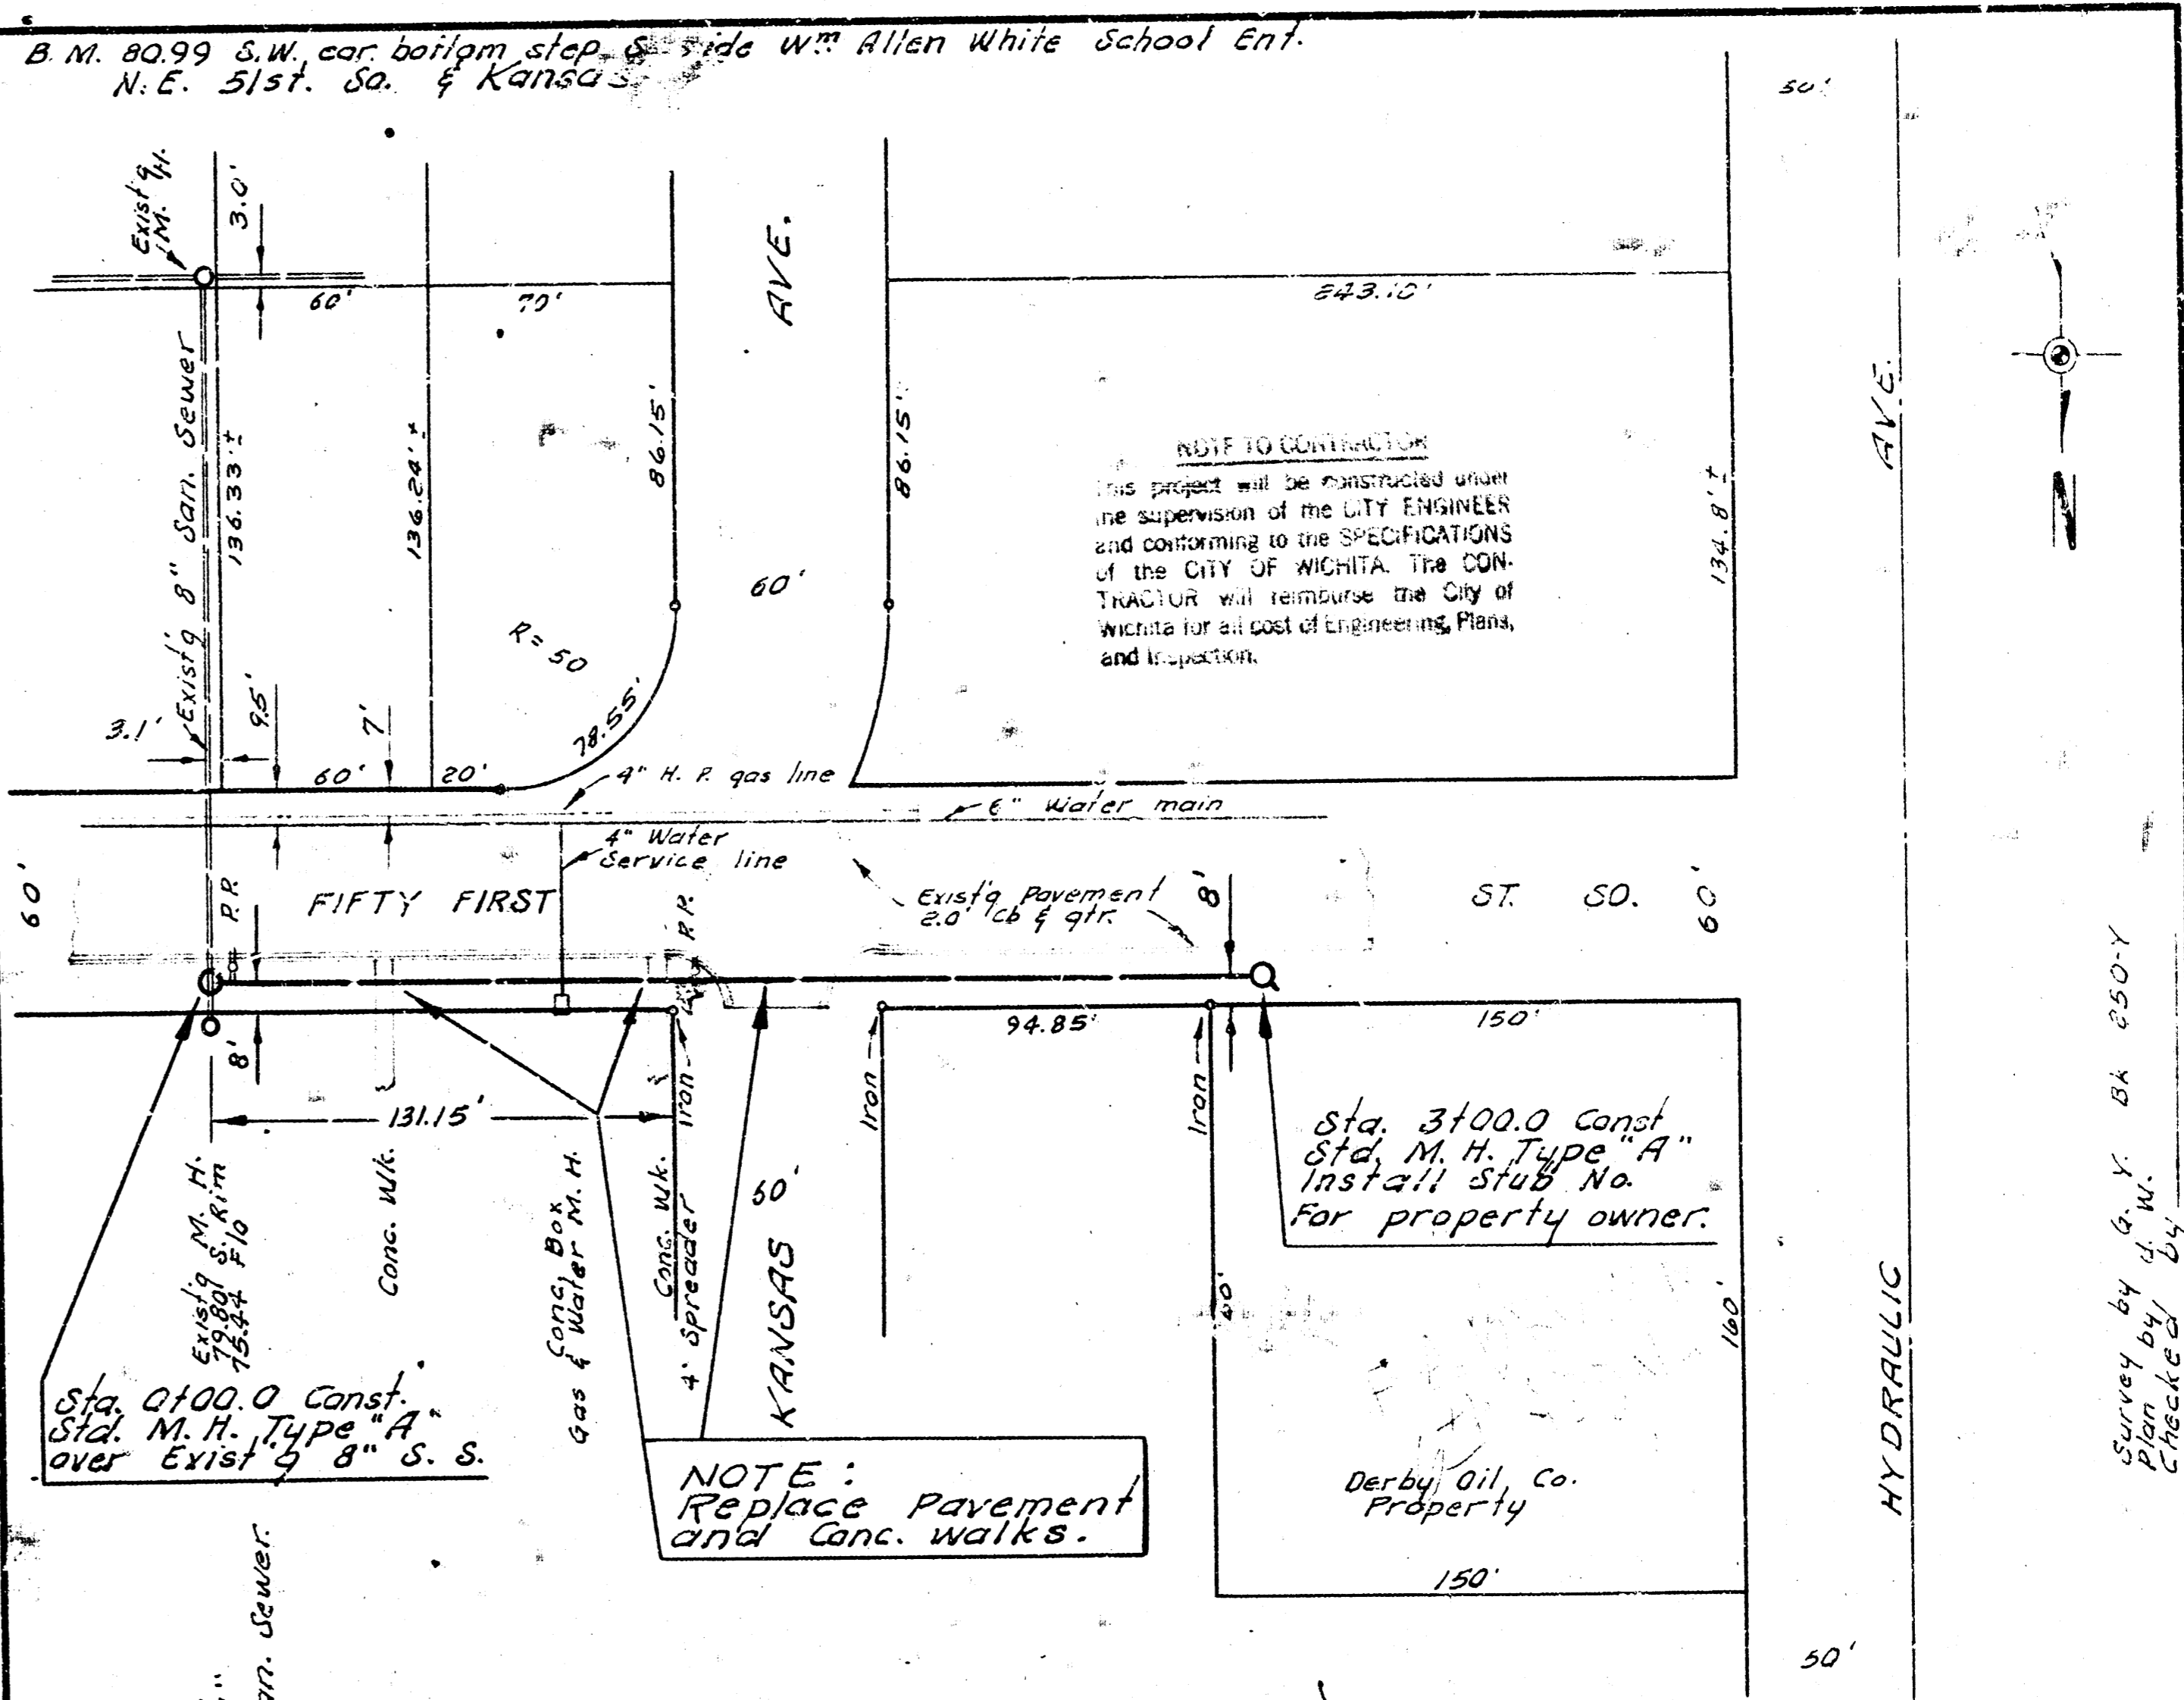 B. M. 80.99 S.W. cor. bottom step S. side Wm Allen White School Ent.
N.E. 51st. So. & Kansas
50'
Exist'g
M. H.
3.0'
60'
70'
AVE.
Exist'g 8" San. Sewer
136.33'±
136.24'±
86.15'
86.15'
60'
R= 50
78.55'
AVE.
134.8'±
N
NOTE TO CONTRACTOR
This project will be constructed under
the supervision of the CITY ENGINEER
and conforming to the SPECIFICATIONS
of the CITY OF WICHITA. The CON-
TRACTOR will reimburse the City of
Wichita for all cost of Engineering, Plans,
and Inspection.
3.1'
9.5'
7'
60'
20'
4" H. P. gas line
6" Water main
4" Water
Service line
60'
P.P.
FIFTY FIRST
P.P.
Exist'g Pavement
2.0' cb & gtr.
8'
ST. SO.
60'
8'
131.15'
Iron
Iron
94.85'
Iron
150'
Sta. 3+00.0 Const
Std. M. H. Type "A"
Install Stub No.
For property owner.
Exist'g M. H.
79.80 S. Rim
75.44 Flo
Conc. Wk.
Conc. Box
Gas & Water M. H.
Conc. Wk.
4' Spreader
60'
KANSAS
160'
HYDRAULIC
Sta. 0+00.0 Const.
Std. M. H. Type "A"
over Exist'g 8" S. S.
NOTE:
Replace Pavement
and Conc. walks.
Derby Oil Co.
Property
150'
50'
Sewer.
Survey by G. Y. Bk 250-Y
Plan by J. W.
Checked by